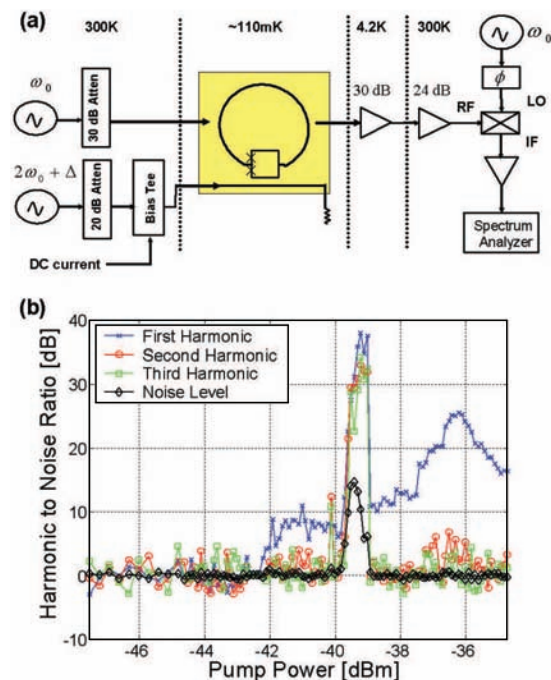 (a)
300K
~110mK
4.2K
300K
ω0
ω0
30 dB Atten
30 dB
24 dB
ϕ
LO
RF
IF
2ω0 + Δ
20 dB Atten
Bias Tee
DC current
Spectrum
Analyzer
(b)
First Harmonic
Second Harmonic
Third Harmonic
Noise Level
Harmonic to Noise Ratio [dB]
40
30
20
10
0
-10
-46
-44
-42
-40
-38
-36
Pump Power [dBm]